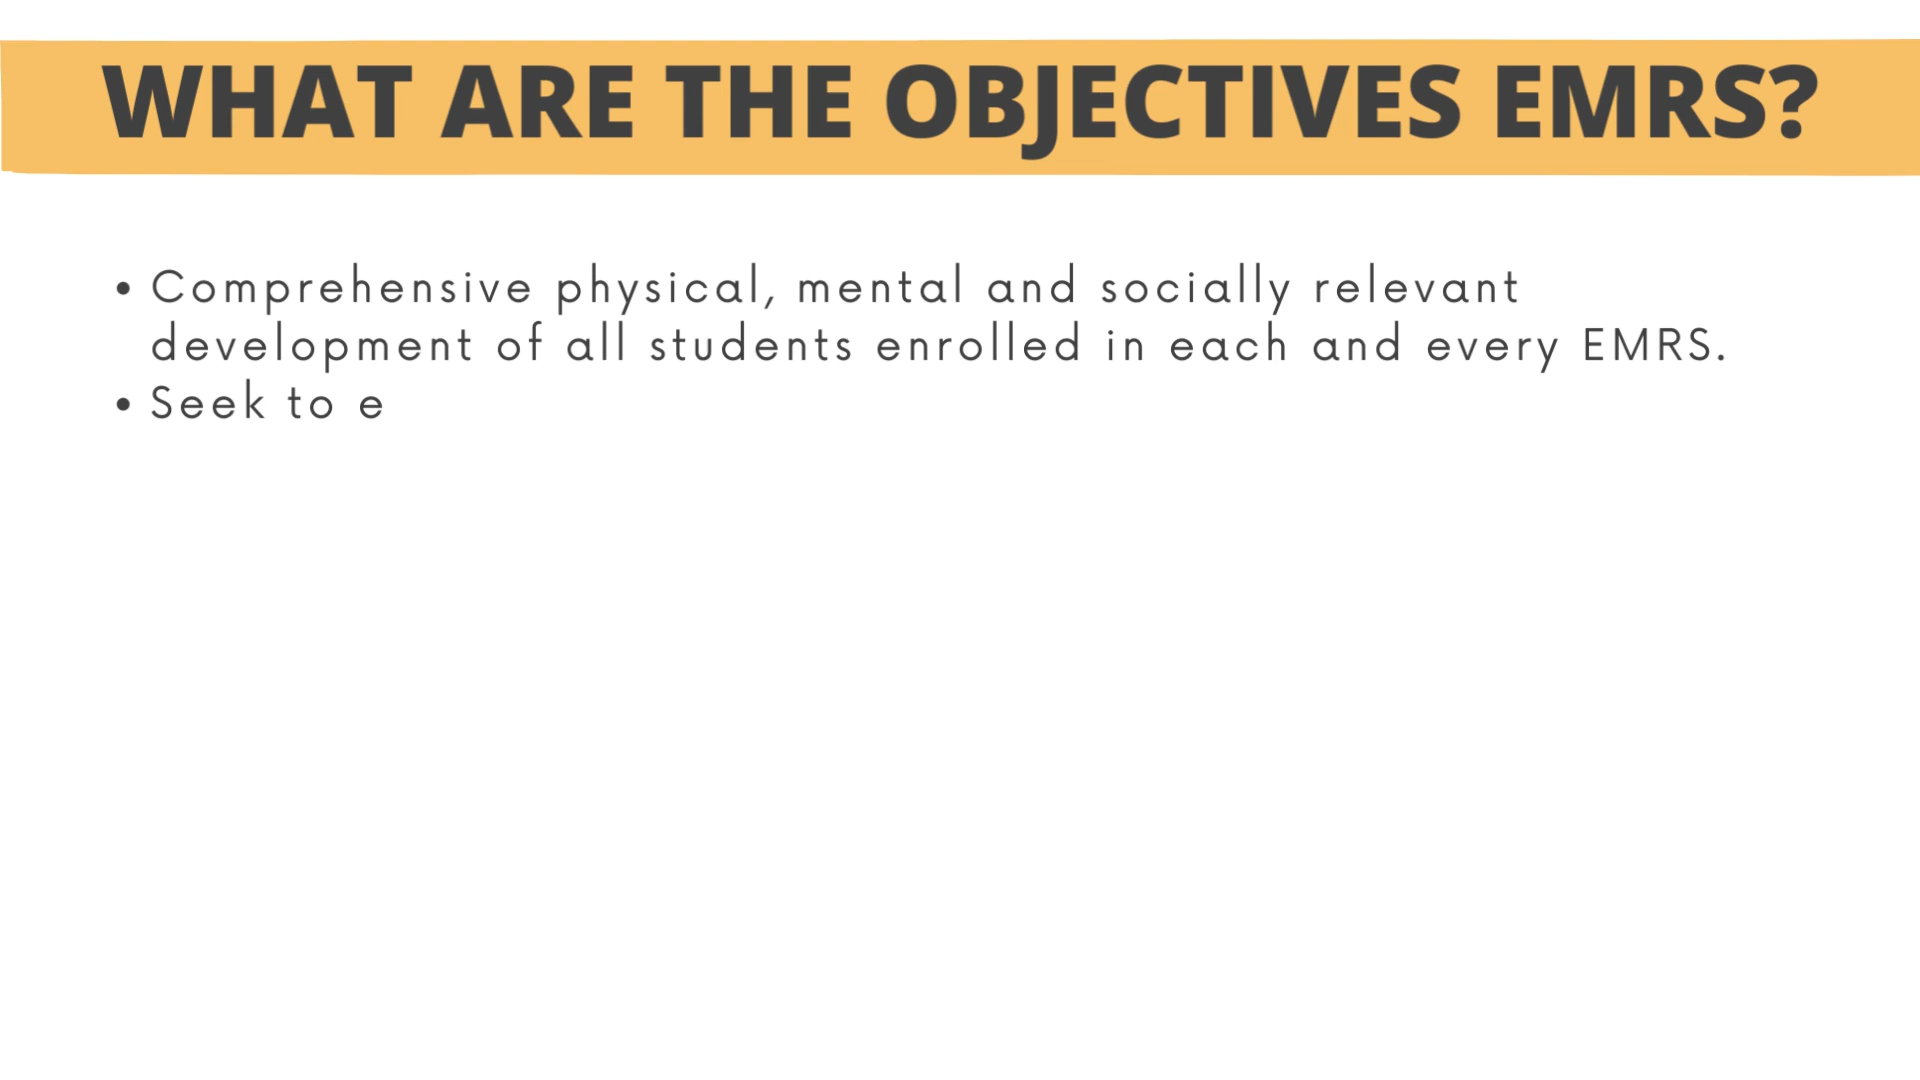 WHAT ARE THE OBJECTIVES EMRS?
• Comprehensive physical, mental and socially relevant
development of all students enrolled in each and every EMRS.
• Seek to e